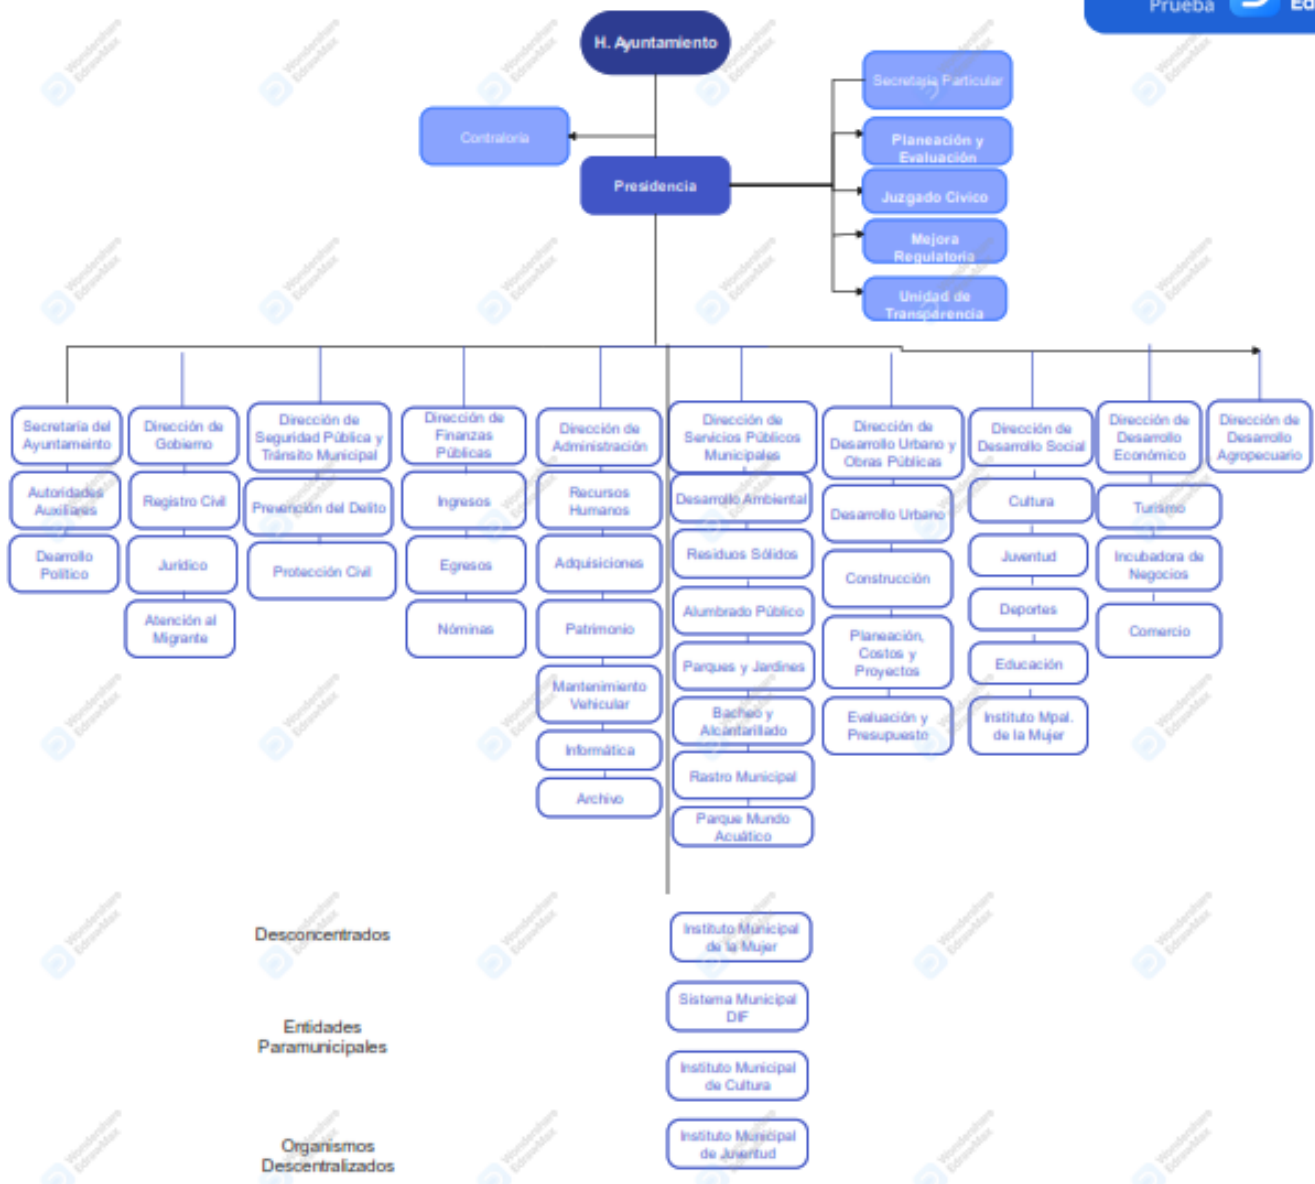 Prueba
H. Ayuntamiento
Secretaria Particular
Contraloría
Planeación y
Evaluación
Presidencia
Juzgado Civico
Mejora
Regulatoria
Unidad de
Transparencia
Secretaria del
Ayuntameinto
Dirección de
Gobierno
Dirección de
Seguridad Pública y
Tránsito Municipal
Dirección de
Finanzas
Públicas
Dirección de
Administración
Dirección de
Servicios Públicos
Municipales
Dirección de
Desarrollo Urbano y
Obras Públicas
Dirección de
Desarrollo Social
Dirección de
Desarrollo
Económico
Dirección de
Desarrollo
Agropecuario
Autoridades
Auxiliares
Registro Civil
Prevención del Delito
Ingresos
Recursos
Humanos
Desarrollo Ambiental
Desarrollo Urbano
Cultura
Turismo
Dearrollo
Político
Jurídico
Protección Civil
Egresos
Adquisiciones
Residuos Sólidos
Construcción
Juventud
Incubadora de
Negocios
Atención al
Migrante
Nóminas
Patrimonio
Alumbrado Público
Planeación,
Costos y
Proyectos
Deportes
Comercio
Mantenimiento
Vehicular
Parques y Jardines
Evaluación y
Presupuesto
Educación
Informática
Bacheo y
Alcantarillado
Instituto Mpal.
de la Mujer
Archivo
Rastro Municipal
Parque Mundo
Acuático
Desconcentrados
Instituto Municipal
de la Mujer
Entidades
Paramunicipales
Sistema Municipal
DIF
Instituto Municipal
de Cultura
Organismos
Descentralizados
Instituto Municipal
de Juventud
Wondershare
EdrawMax